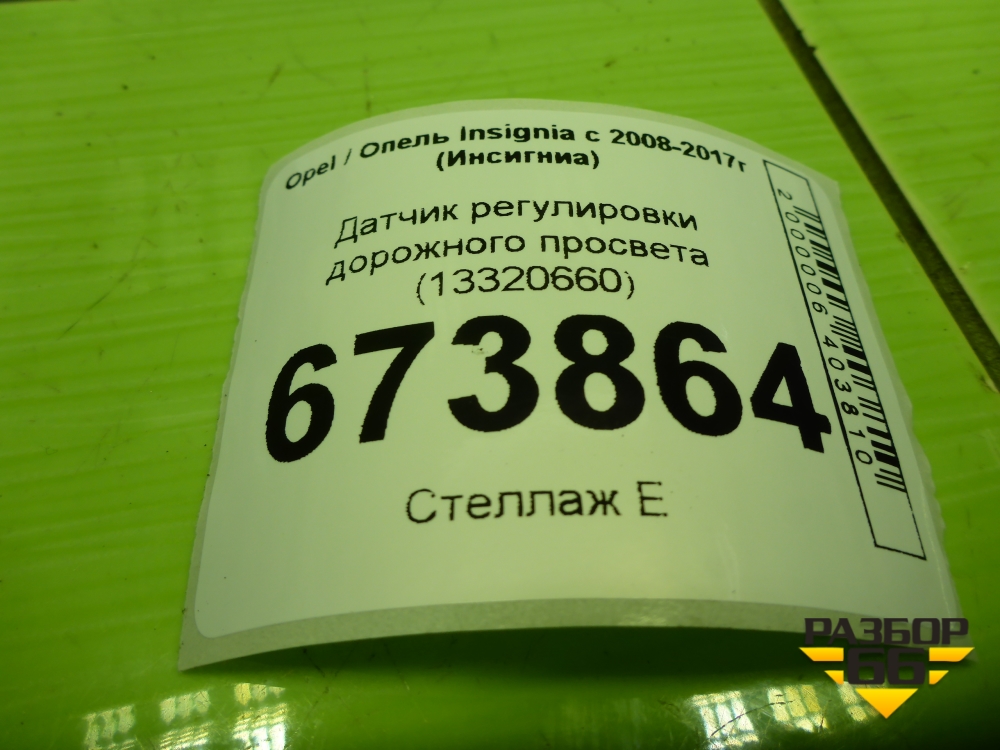 Opel / Опель Insignia с 2008-2017г
(Инсигниа)
Датчик регулировки
дорожного просвета
(13320660)
673864
Стеллаж Е
2000006403810
РАЗБОР
66